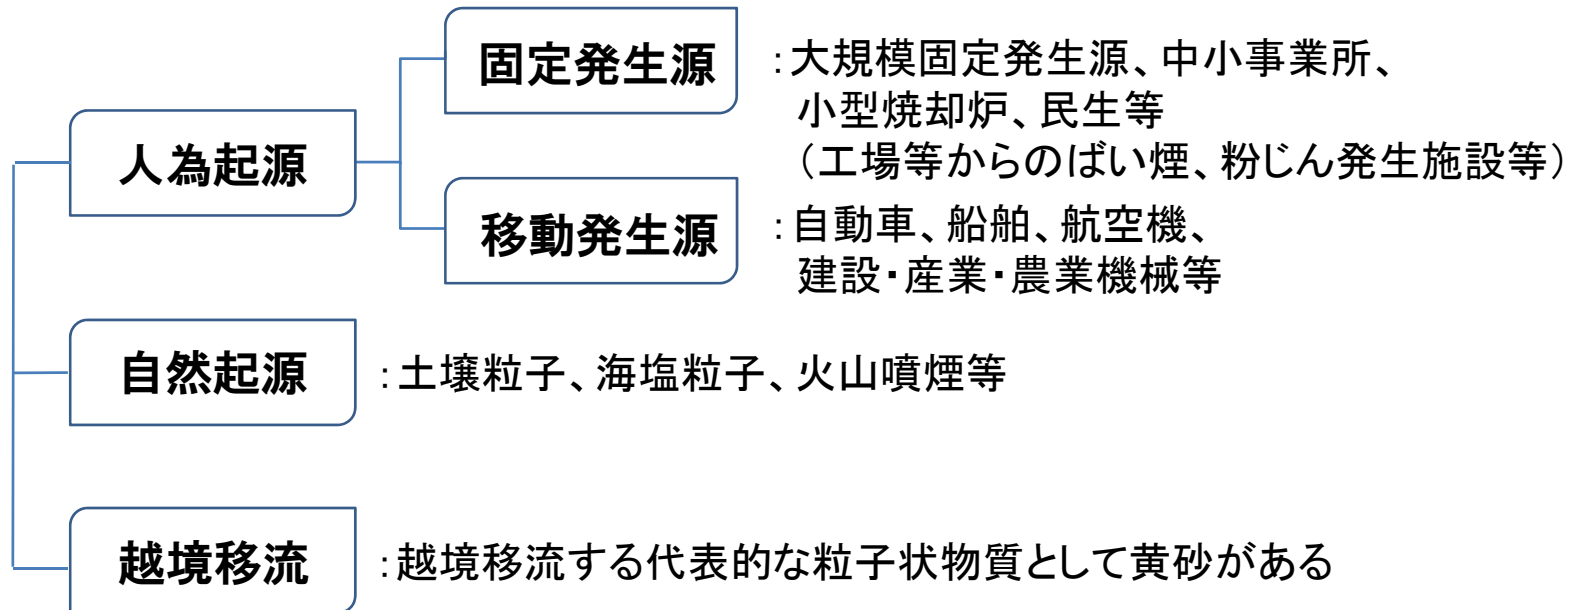 固定発生源
：大規模固定発生源、中小事業所、
小型焼却炉、民生等
（工場等からのばい煙、粉じん発生施設等）
人為起源
移動発生源
：自動車、船舶、航空機、
建設・産業・農業機械等
自然起源
：土壌粒子、海塩粒子、火山噴煙等
越境移流
：越境移流する代表的な粒子状物質として黄砂がある